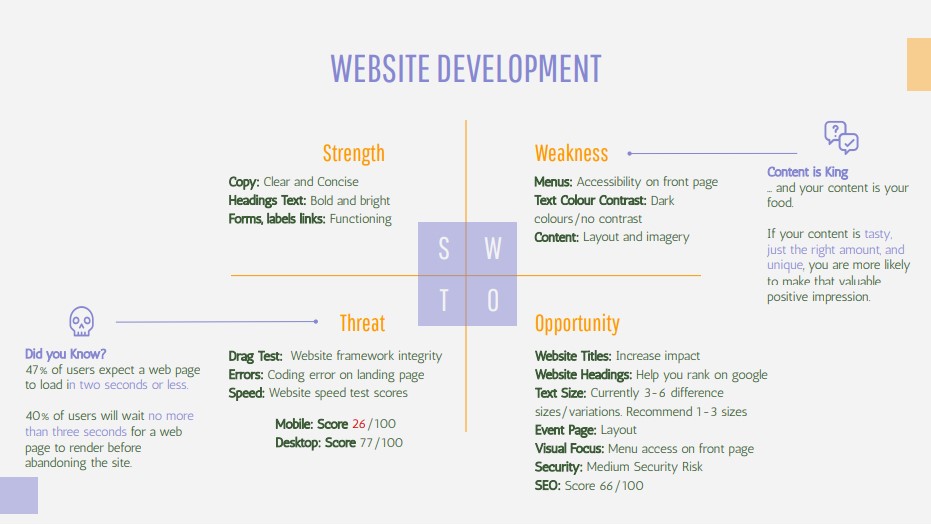 WEBSITE DEVELOPMENT
Strength
Copy: Clear and Concise
Headings Text: Bold and bright
Forms, labels links: Functioning
Weakness
Menus: Accessibility on front page
Text Colour Contrast: Dark
colours/no contrast
Content: Layout and imagery
?
Content is King
... and your content is your
food.
If your content is tasty,
just the right amount, and
unique, you are more likely
to make that valuable
positive impression.
S W
T O
Did you Know?
47% of users expect a web page
to load in two seconds or less.
40% of users will wait no more
than three seconds for a web
page to render before
abandoning the site.
Threat
Drag Test: Website framework integrity
Errors: Coding error on landing page
Speed: Website speed test scores
Mobile: Score 26/100
Desktop: Score 77/100
Opportunity
Website Titles: Increase impact
Website Headings: Help you rank on google
Text Size: Currently 3-6 difference
sizes/variations. Recommend 1-3 sizes
Event Page: Layout
Visual Focus: Menu access on front page
Security: Medium Security Risk
SEO: Score 66/100